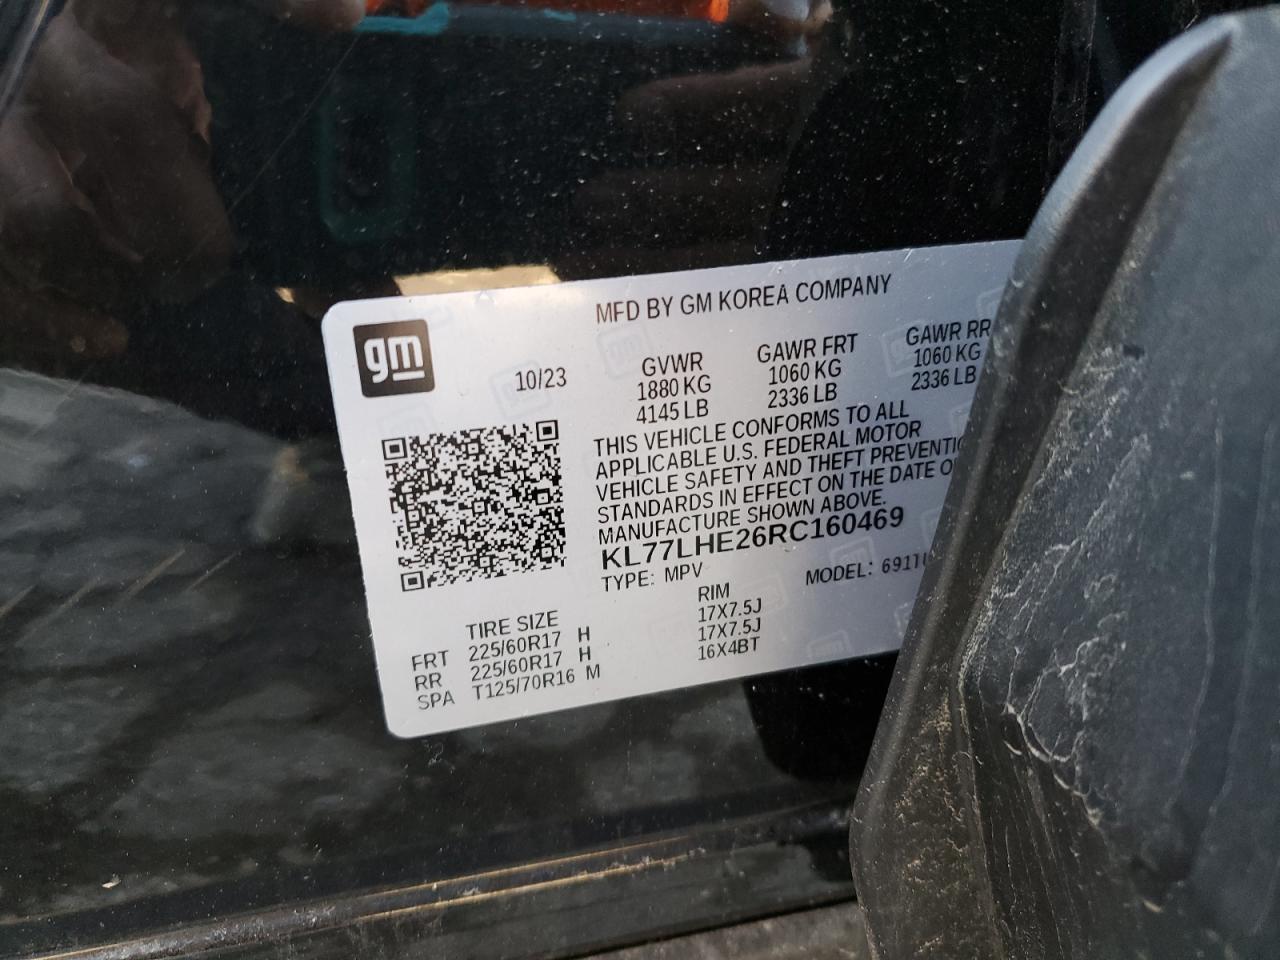 MFD BY GM KOREA COMPANY
gm
10/23
GVWR GAWR FRT GAWR RR
1880 KG 1060 KG 1060 KG
4145 LB 2336 LB 2336 LB
THIS VEHICLE CONFORMS TO ALL
APPLICABLE U.S. FEDERAL MOTOR
VEHICLE SAFETY AND THEFT
STANDARDS IN EFFECT ON THE DATE
MANUFACTURE SHOWN ABOVE.
KL77LHE26RC160469
TYPE: MPV MODEL:
TIRE SIZE RIM
FRT 225/60R17 H 17X7.5J
RR 225/60R17 H 17X7.5J
SPA T125/70R16 M 16X4BT